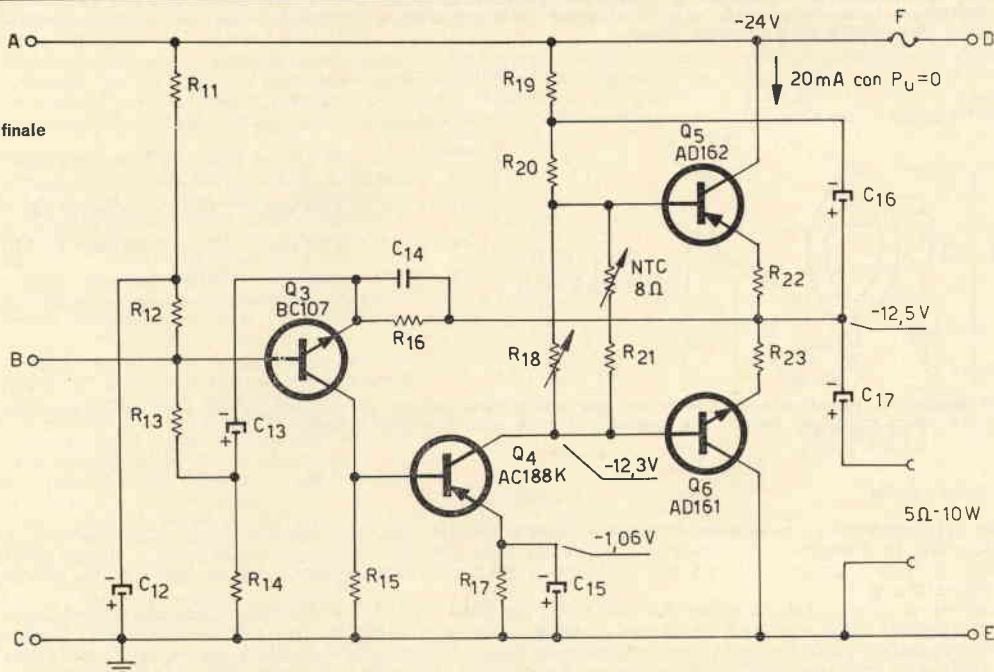 A
-24V
F
D
R11
R19
20mA con Pu=0
finale
Q5
AD162
R20
C16
C14
NTC
8Ω
R22
Q3
BC107
R12
-12,5V
B
R16
R18
R21
R23
C17
R13
C13
Q4
AC188K
-12,3V
Q6
AD161
5Ω-10W
-1,06V
C12
R14
R15
R17
C15
C
E